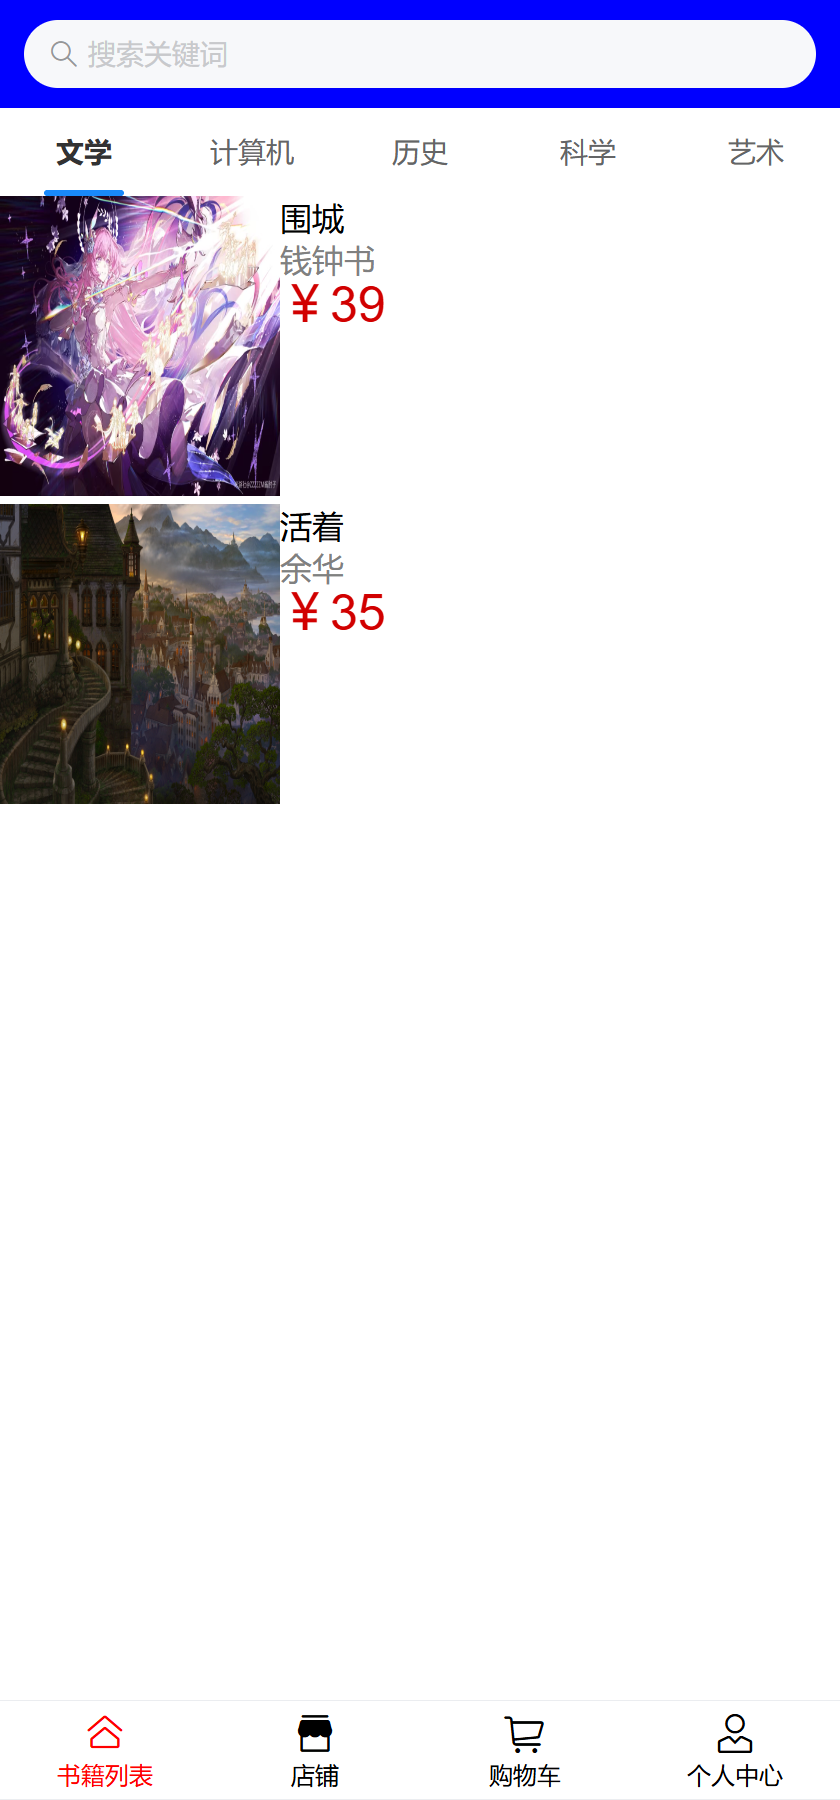 搜索关键词
文学 计算机 历史 科学 艺术
围城
钱钟书
￥39
活着
余华
￥35
书籍列表 店铺 购物车 个人中心